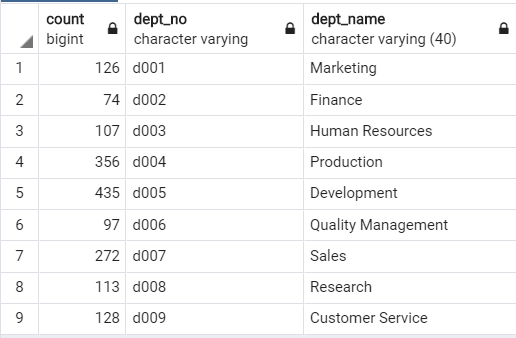 count dept_no dept_name
bigint character varying character varying (40)
1 126 d001 Marketing
2 74 d002 Finance
3 107 d003 Human Resources
4 356 d004 Production
5 435 d005 Development
6 97 d006 Quality Management
7 272 d007 Sales
8 113 d008 Research
9 128 d009 Customer Service